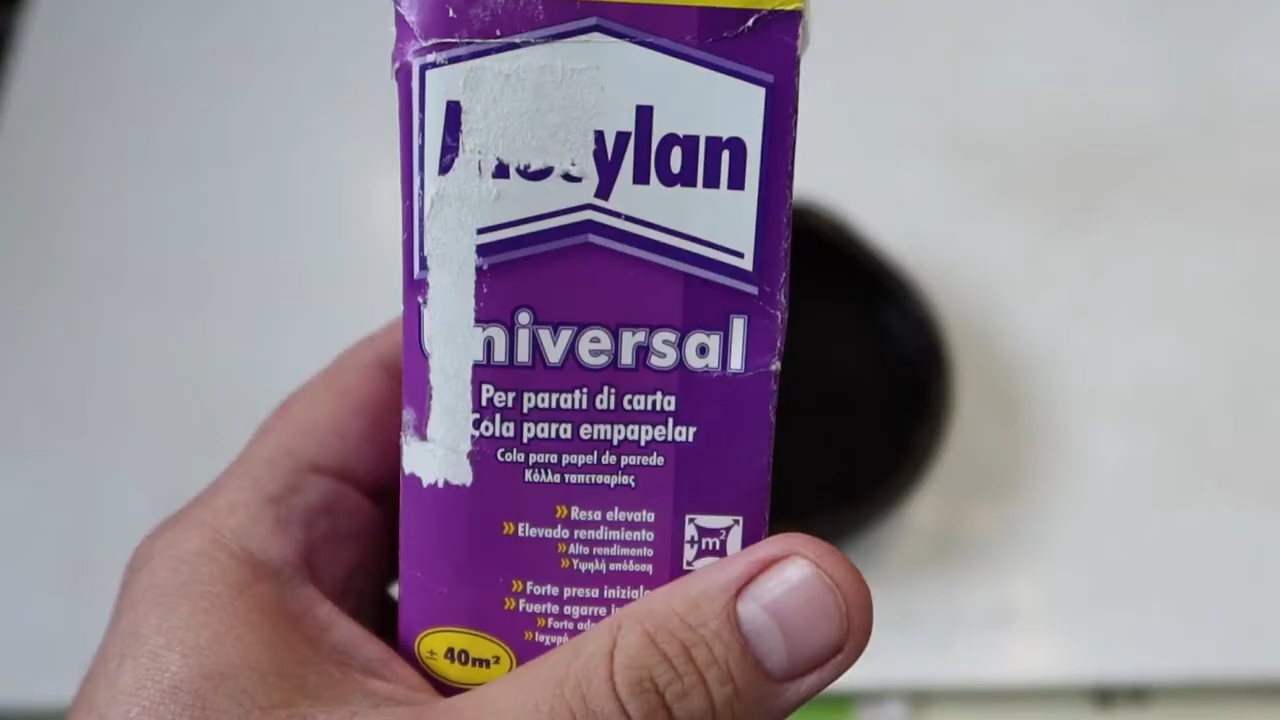 ylan
niversal
Per parati di carta
Cola para empapelar
Cola para papel de parede
Κόλλα ταπετσαρίας
» Resa elevata
» Elevado rendimiento
» Alto rendimento
» Υψηλή απόδοση
m²
» Forte presa iniziale
» Fuerte agarre
» Forte
»
± 40m²